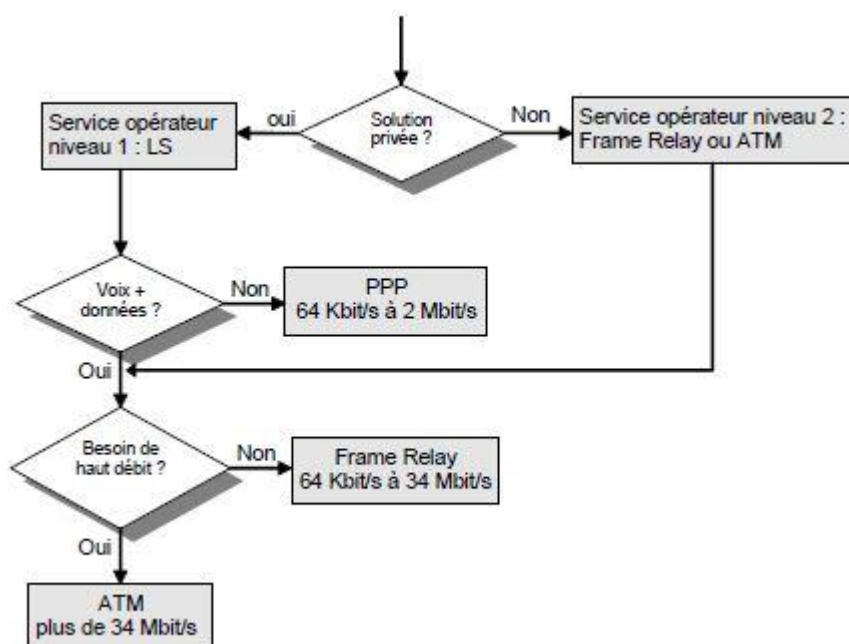 Solution
privée ?
oui
Non
Service opérateur
niveau 1 : LS
Service opérateur niveau 2 :
Frame Relay ou ATM
Voix +
données ?
Non
PPP
64 Kbit/s à 2 Mbit/s
Oui
Besoin de
haut débit ?
Non
Frame Relay
64 Kbit/s à 34 Mbit/s
Oui
ATM
plus de 34 Mbit/s